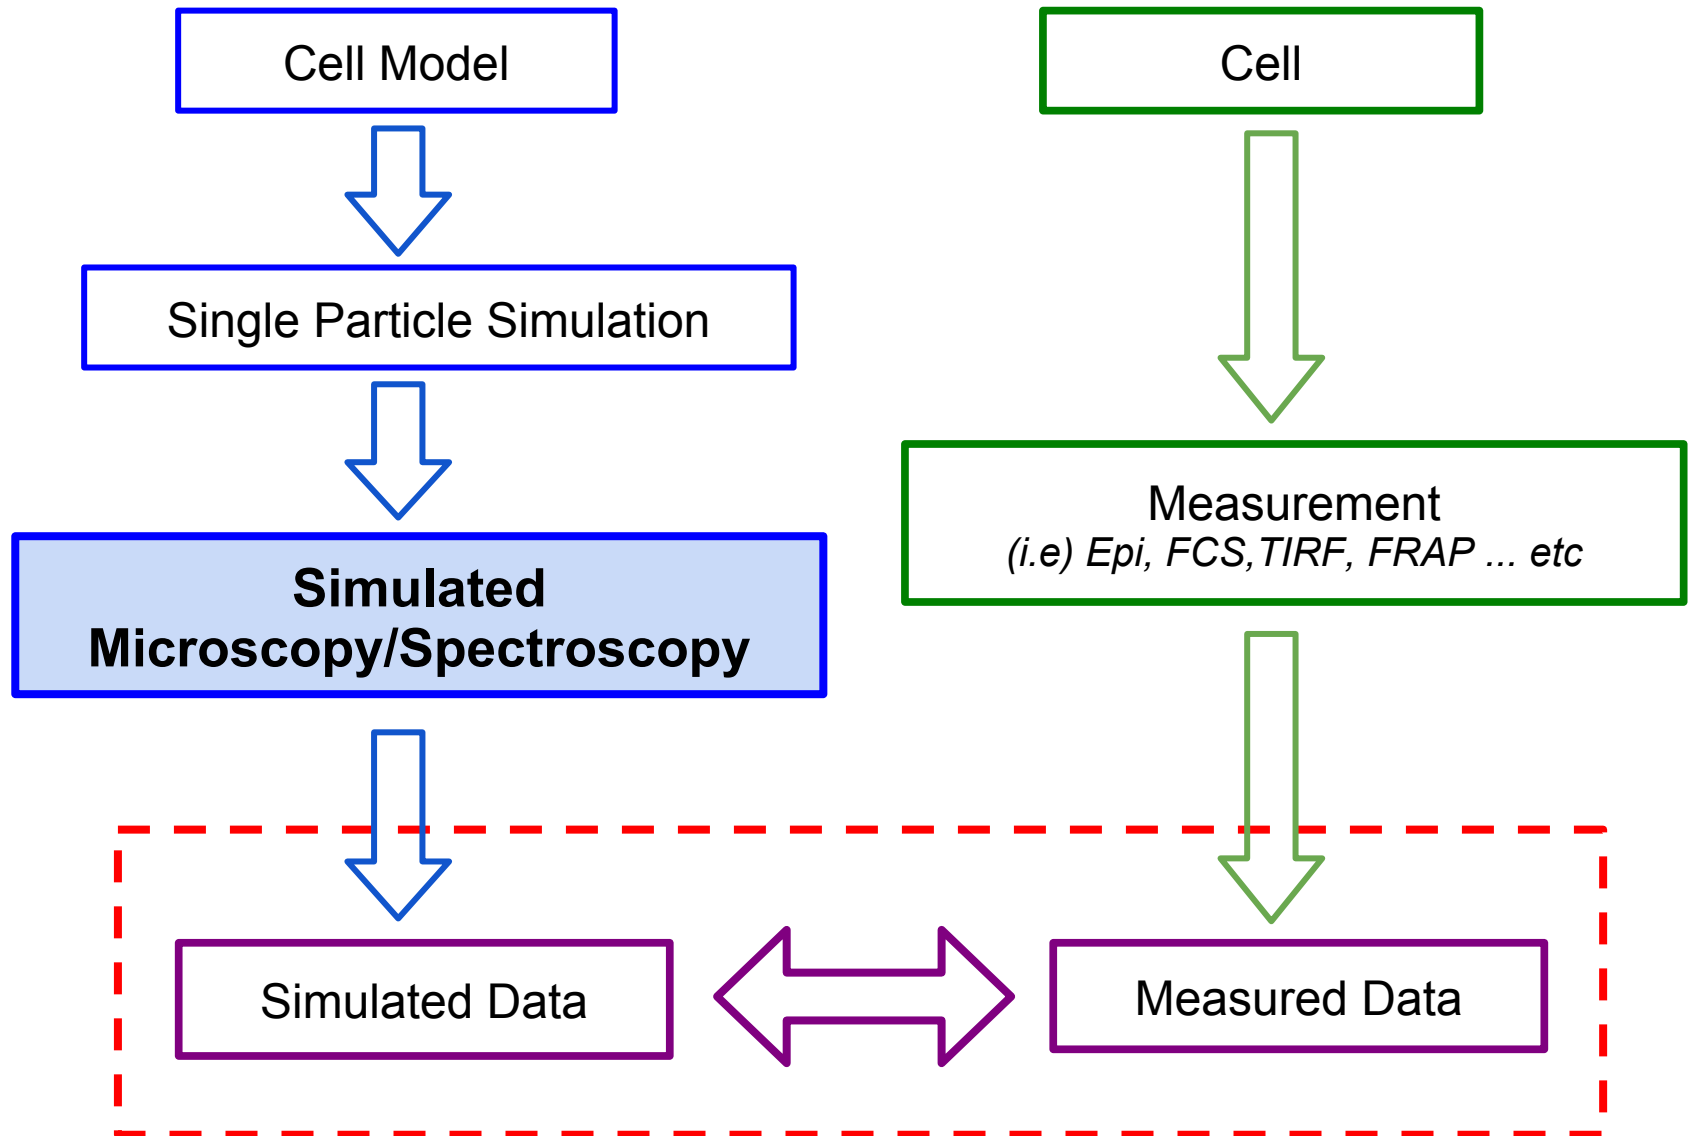 Cell Model
Cell
Single Particle Simulation
Measurement
(i.e) Epi, FCS,TIRF, FRAP ... etc
Simulated
Microscopy/Spectroscopy
Simulated Data
Measured Data